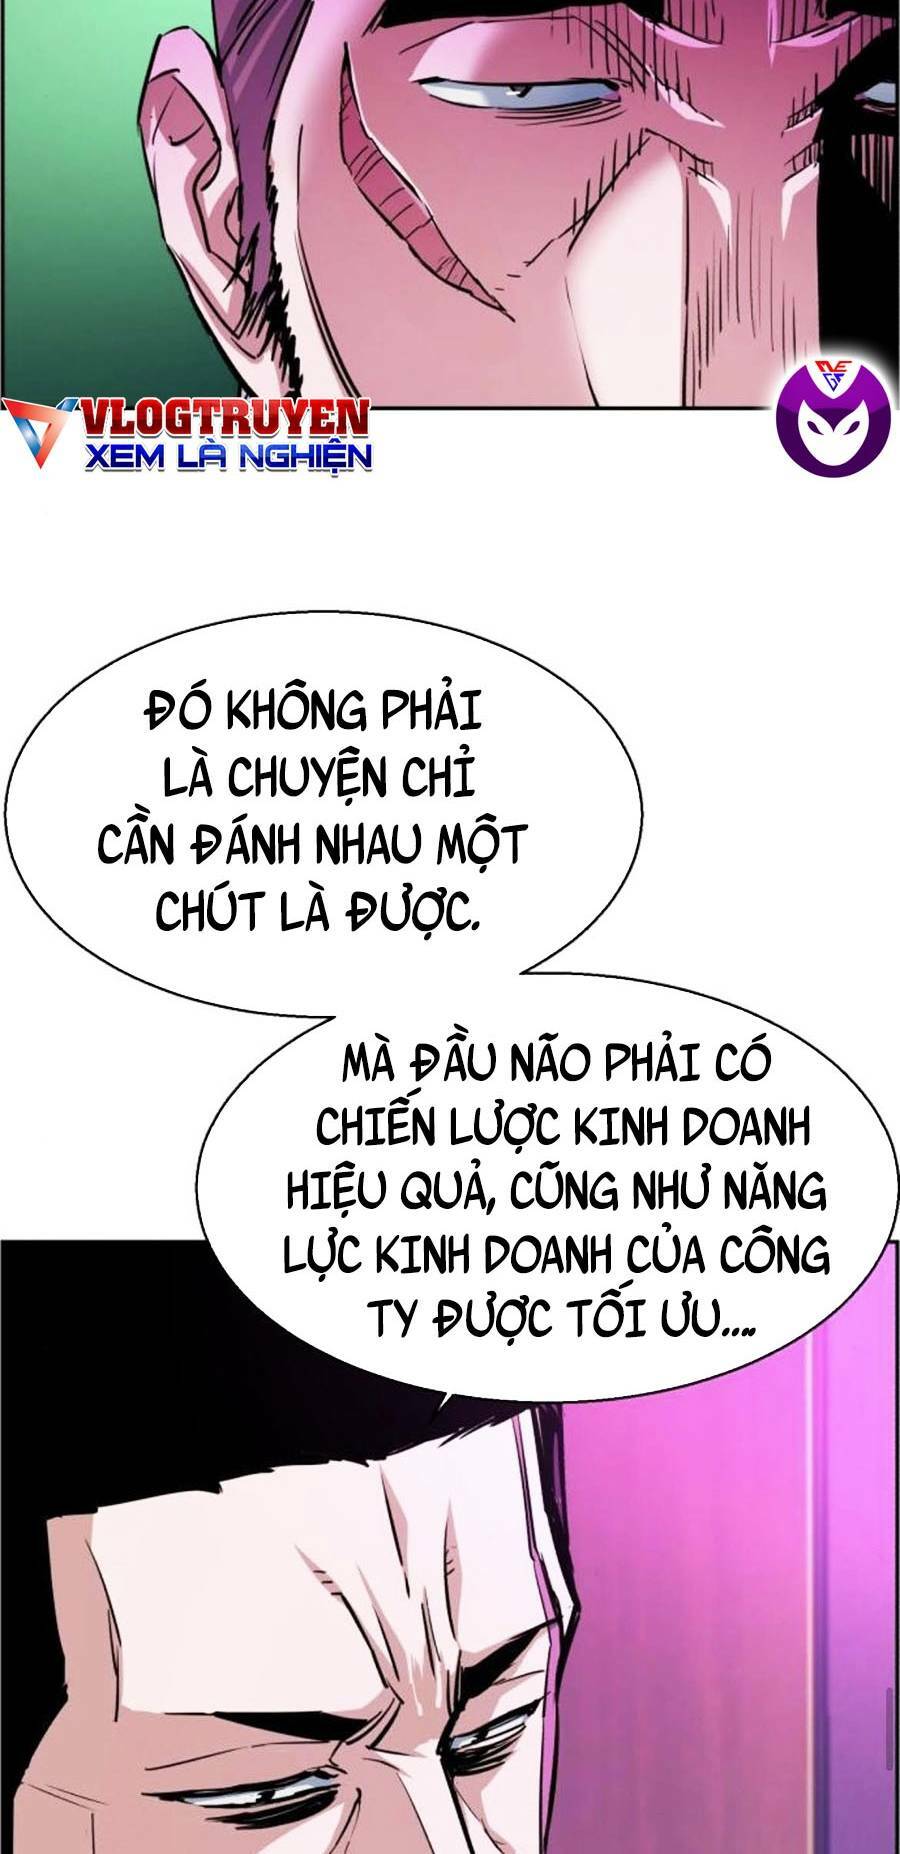 VLOGTRUYEN
XEM LÀ NGHIỆN
NE
GT
ĐÓ KHÔNG PHẢI
LÀ CHUYỆN CHỈ
CẦN ĐÁNH NHAU MỘT
CHÚT LÀ ĐƯỢC.
MÀ ĐẦU NÃO PHẢI CÓ
CHIẾN LƯỢC KINH DOANH
HIỆU QUẢ, CŨNG NHƯ NĂNG
LỰC KINH DOANH CỦA CÔNG
TY ĐƯỢC TỐI ƯU....